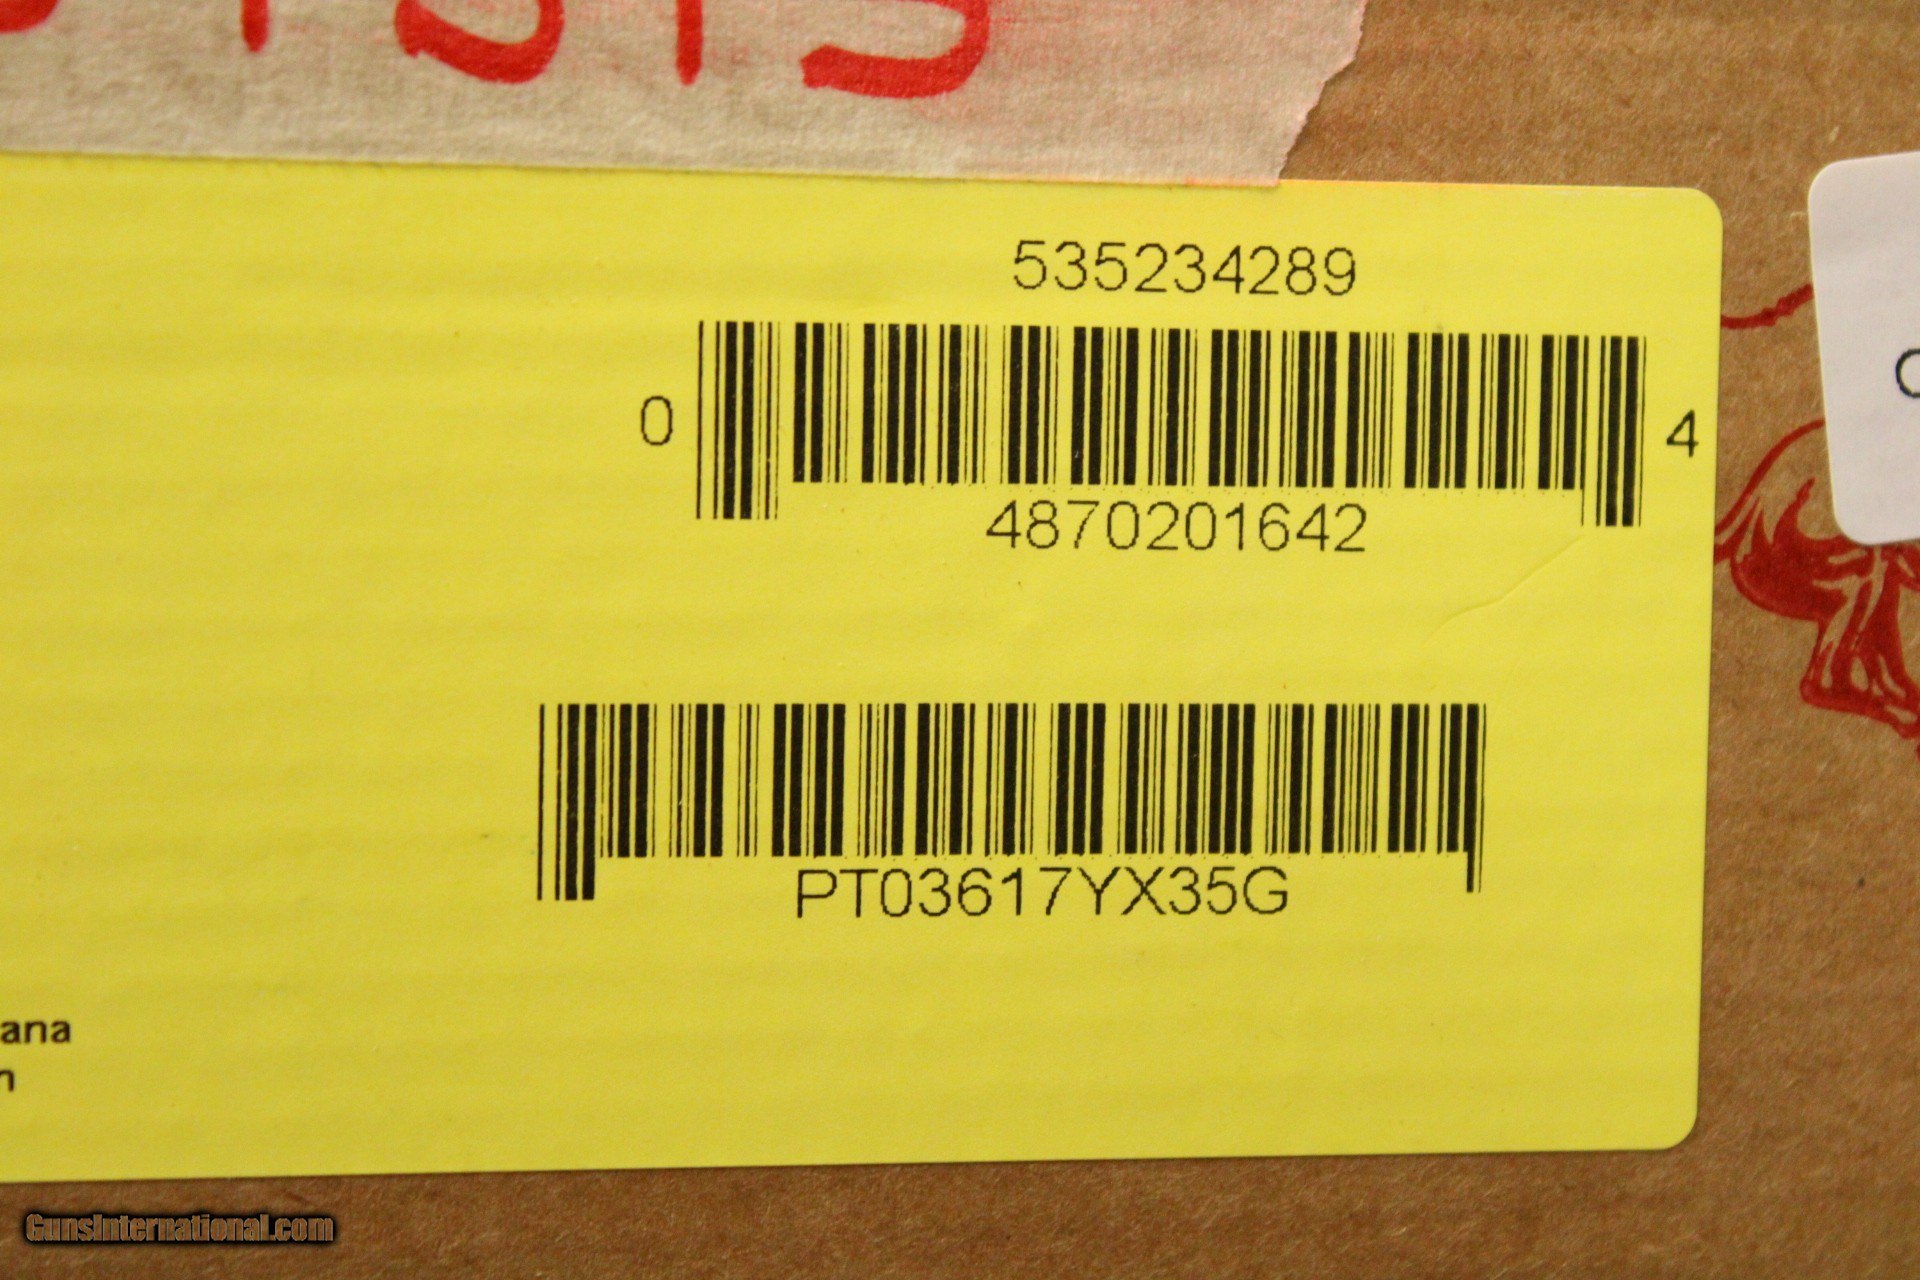 535234289
0 4
4870201642
PT03617YX35G
ana
n
GunsInternational.com